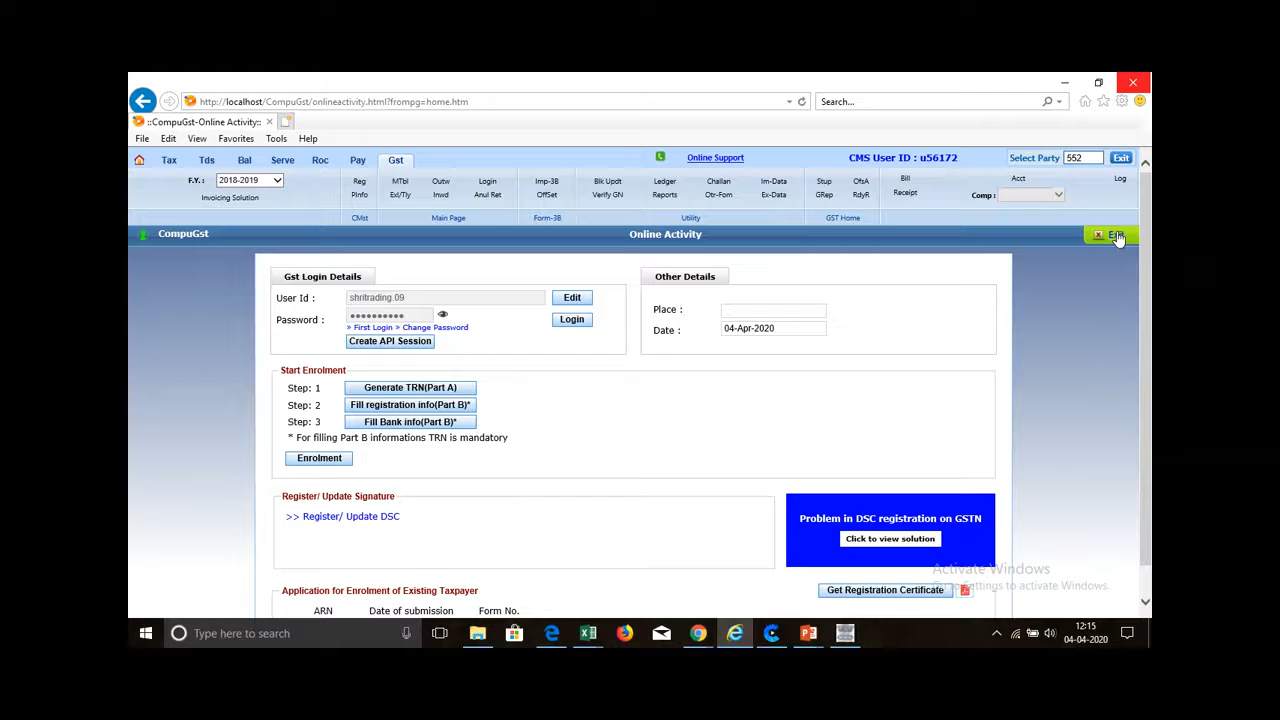 http://localhost/CompuGst/onlineactivity.html?frompg=home.htm
Search...
::CompuGst-Online Activity::
File Edit View Favorites Tools Help
Tax Tds Bal Serve Roc Pay Gst
Online Support
CMS User ID : u56172
Select Party 552 Exit
F.Y. : 2018-2019
Reg MTbl Outw Login Imp-3B Blk Updt Ledger Challan Im-Data Stup OfsA Bill Acct Log
PInfo Exl/Tly Inwd Anul Ret OffSet Verify GN Reports Otr-Fom Ex-Data GRep RdyR Receipt Comp :
Invoicing Solution
CMst Main Page Form-3B Utility GST Home
CompuGst Online Activity
Gst Login Details
User Id : shritrading.09 Edit
Password : •••••••••• Login
» First Login > Change Password
Create API Session
Other Details
Place :
Date : 04-Apr-2020
Start Enrolment
Step: 1 Generate TRN(Part A)
Step: 2 Fill registration info(Part B)*
Step: 3 Fill Bank info(Part B)*
* For filling Part B informations TRN is mandatory
Enrolment
Register/ Update Signature
>> Register/ Update DSC
Problem in DSC registration on GSTN
Click to view solution
Activate Windows
Go to Settings to activate Windows.
Application for Enrolment of Existing Taxpayer
Get Registration Certificate
ARN Date of submission Form No.
Type here to search
12:15
04-04-2020